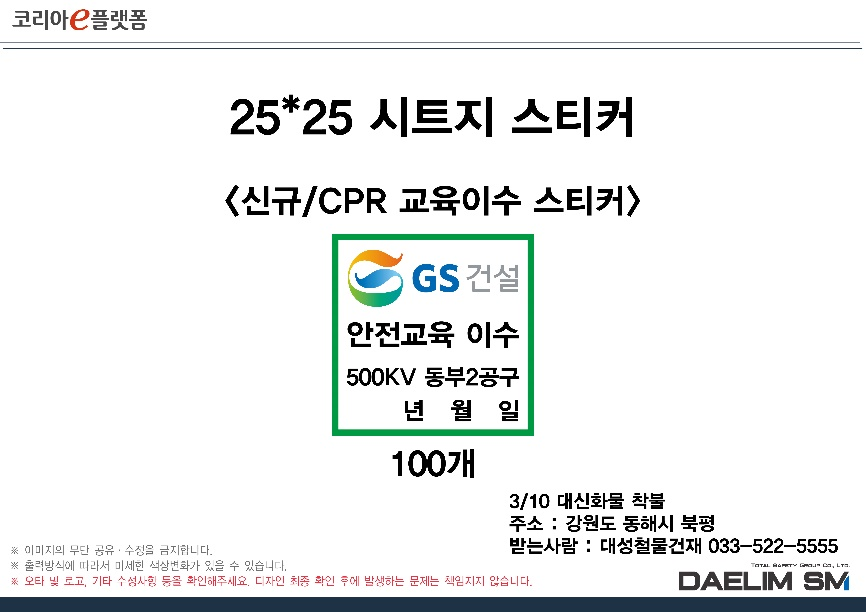 코리아e플랫폼
25*25 시트지 스티커
<신규/CPR 교육이수 스티커>
GS건설
안전교육 이수
500KV 동부2공구
년 월 일
100개
3/10 대신화물 착불
주소 : 강원도 동해시 북평
받는사람 : 대성철물건재 033-522-5555
※ 이미지의 무단 공유·수정을 금지합니다.
※ 출력방식에 따라서 미세한 색상변화가 있을 수 있습니다.
※ 오타 및 로고, 기타 수정사항 등을 확인해주세요. 디자인 최종 확인 후에 발생하는 문제는 책임지지 않습니다.
TOTAL SAFETY GROUP CO., LTD.
DAELIM SM